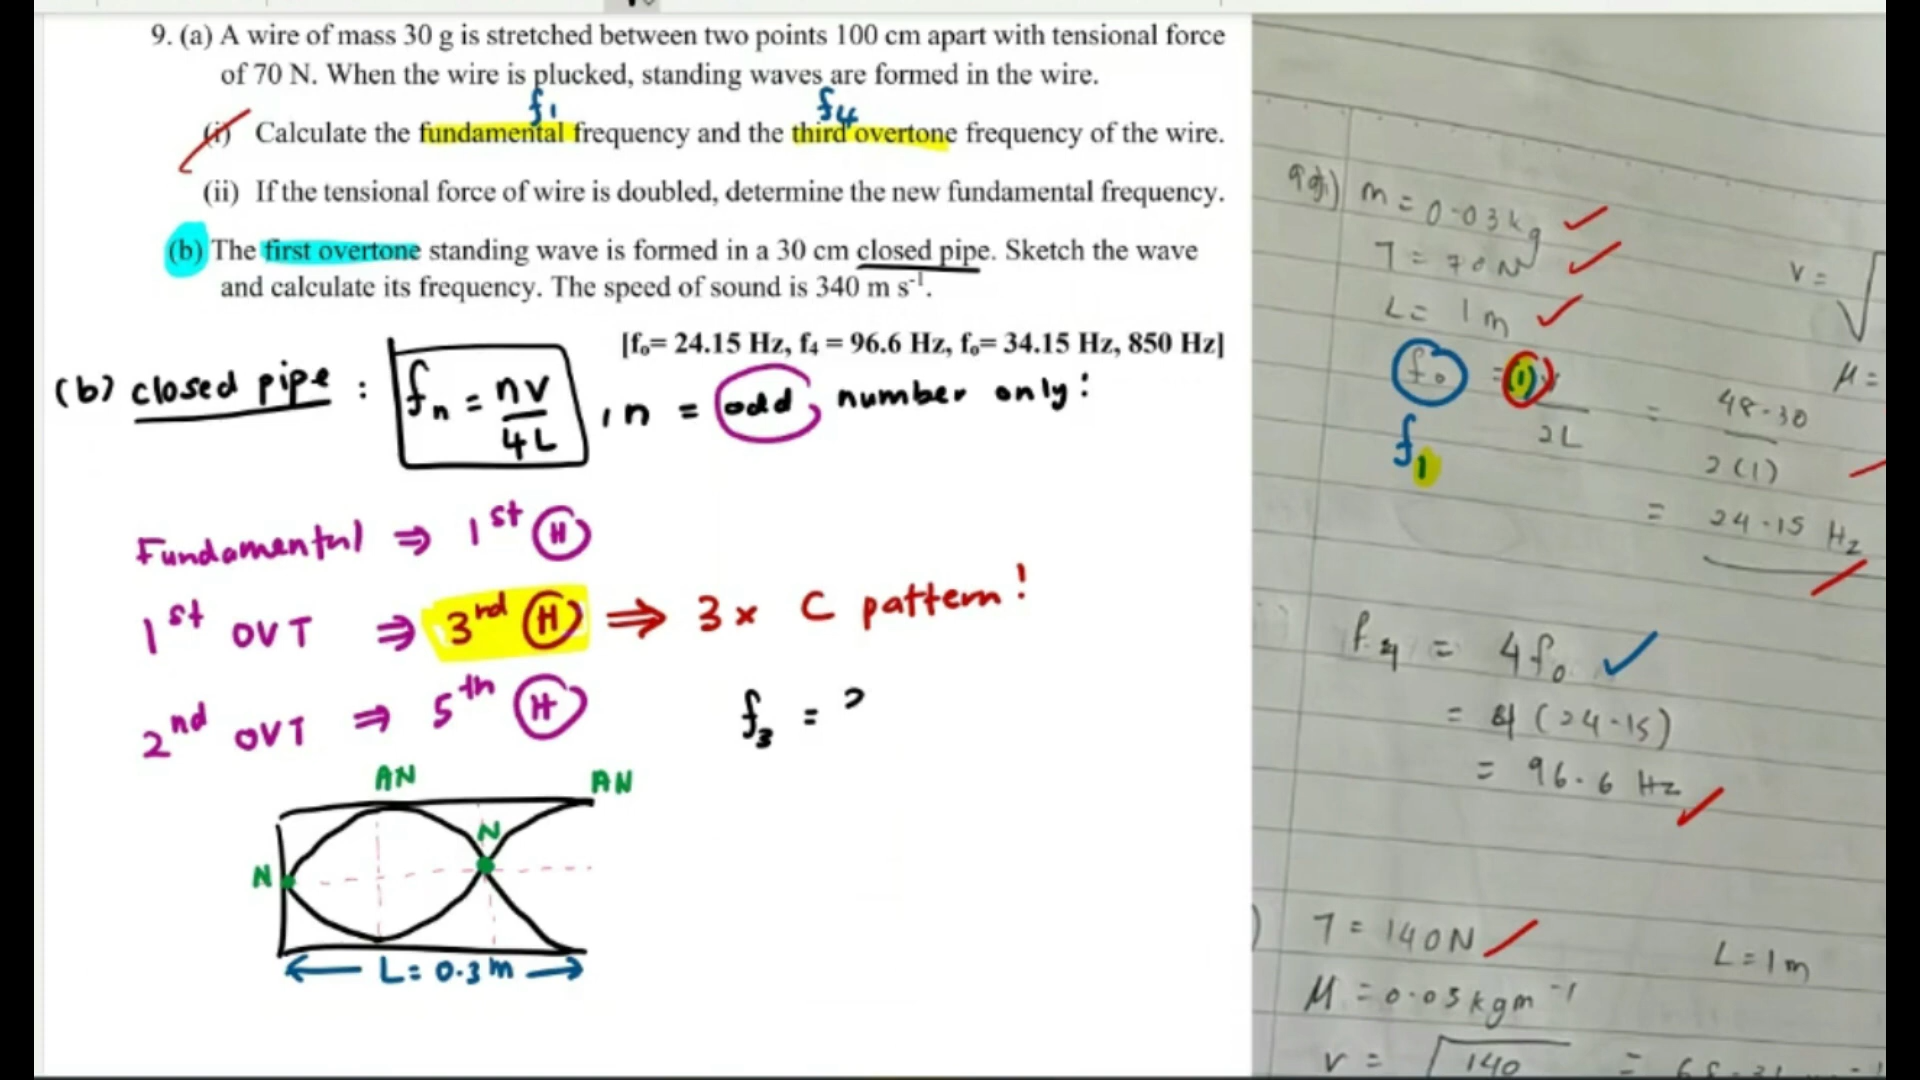 9. (a) A wire of mass 30 g is stretched between two points 100 cm apart with tensional force
of 70 N. When the wire is plucked, standing waves are formed in the wire.
f₁ f₄
(i) Calculate the fundamental frequency and the third overtone frequency of the wire.
(ii) If the tensional force of wire is doubled, determine the new fundamental frequency.
(b) The first overtone standing wave is formed in a 30 cm closed pipe. Sketch the wave
and calculate its frequency. The speed of sound is 340 m s⁻¹.
[fₒ= 24.15 Hz, f₄ = 96.6 Hz, fₒ= 34.15 Hz, 850 Hz]
(b) closed pipe : fn = nv/4L , n = odd number only!
Fundamental ⇒ 1st H
1st OVT ⇒ 3rd H ⇒ 3 x C pattern!
2nd OVT ⇒ 5th H
f₃ = ?
AN AN
N
N
L = 0.3 m
m = 0.03 kg
T = 70 N
L = 1 m
v = √
μ =
f₀ = (1)v/2L = 48.30/2(1)
f₁
= 24.15 Hz
f₄ = 4f₀
= 4 (24.15)
= 96.6 Hz
T = 140 N
L = 1 m
μ = 0.03 kg m⁻¹
v = √140 =